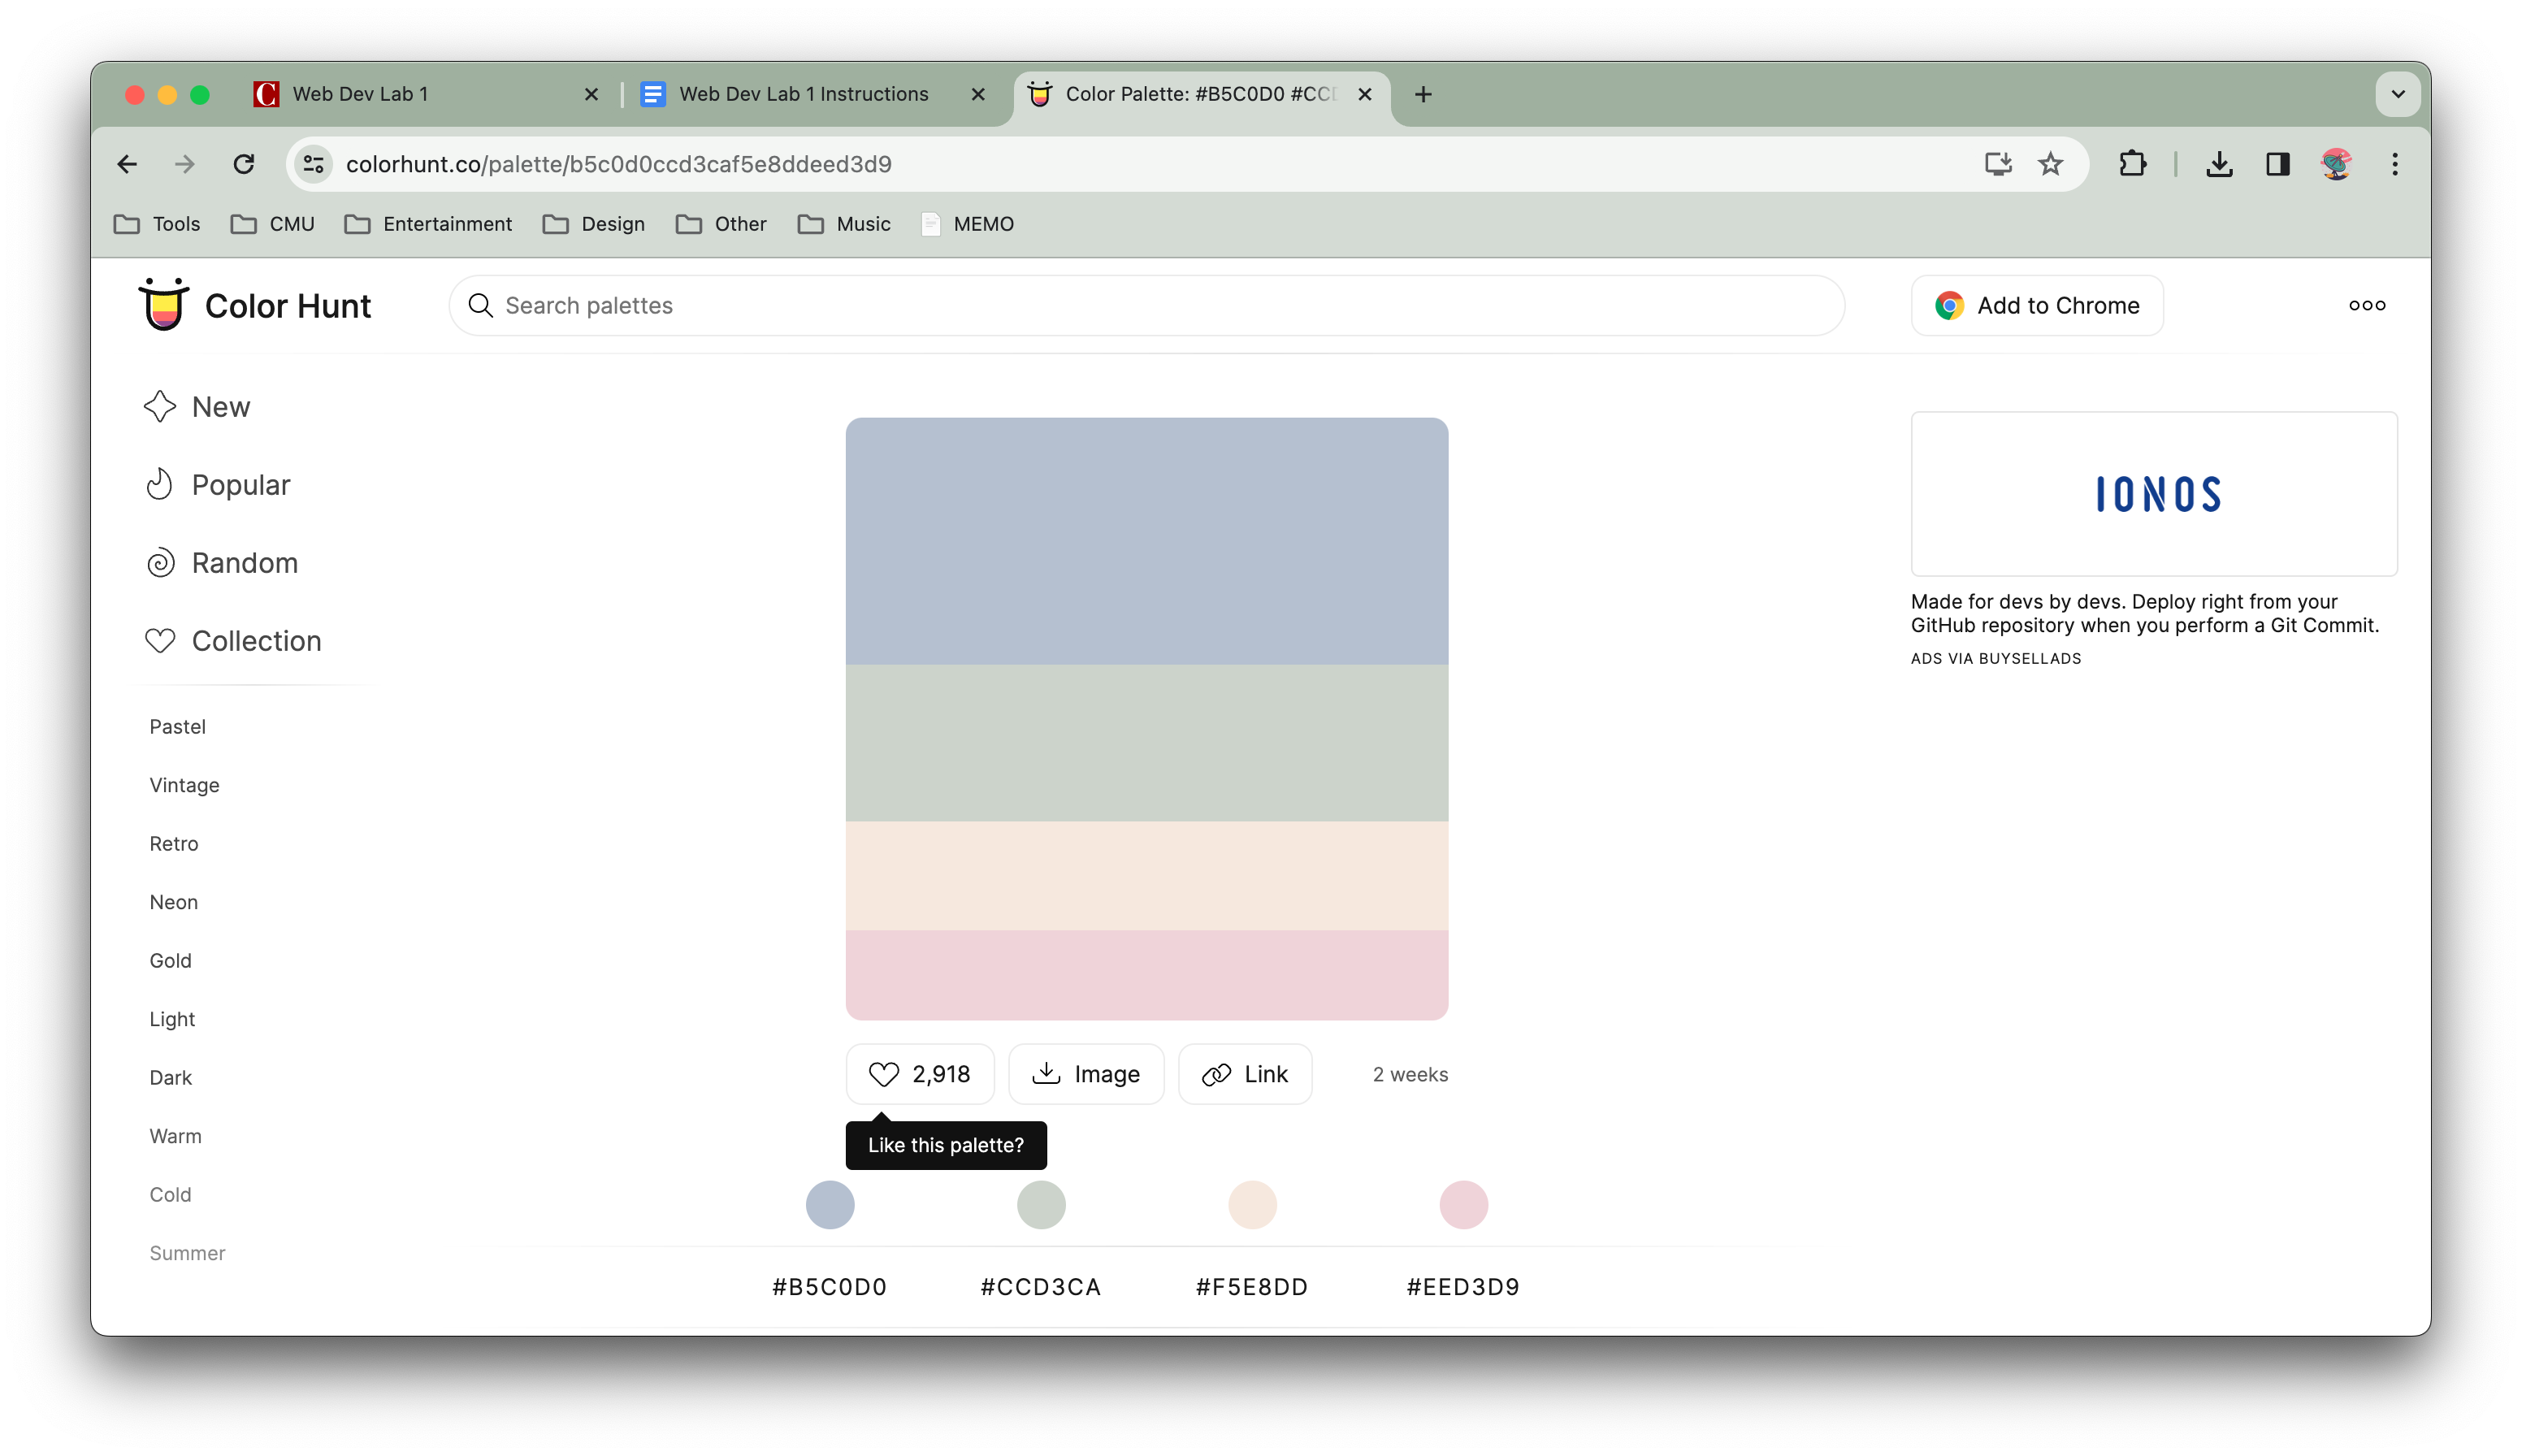 Web Dev Lab 1
Web Dev Lab 1 Instructions
Color Palette: #B5C0D0 #CCD
colorhunt.co/palette/b5c0d0ccd3caf5e8ddeed3d9
Tools
CMU
Entertainment
Design
Other
Music
MEMO
Color Hunt
Search palettes
Add to Chrome
New
Popular
Random
Collection
Pastel
Vintage
Retro
Neon
Gold
Light
Dark
Warm
Cold
Summer
2,918
Image
Link
2 weeks
Like this palette?
#B5C0D0
#CCD3CA
#F5E8DD
#EED3D9
IONOS
Made for devs by devs. Deploy right from your
GitHub repository when you perform a Git Commit.
ADS VIA BUYSELLADS